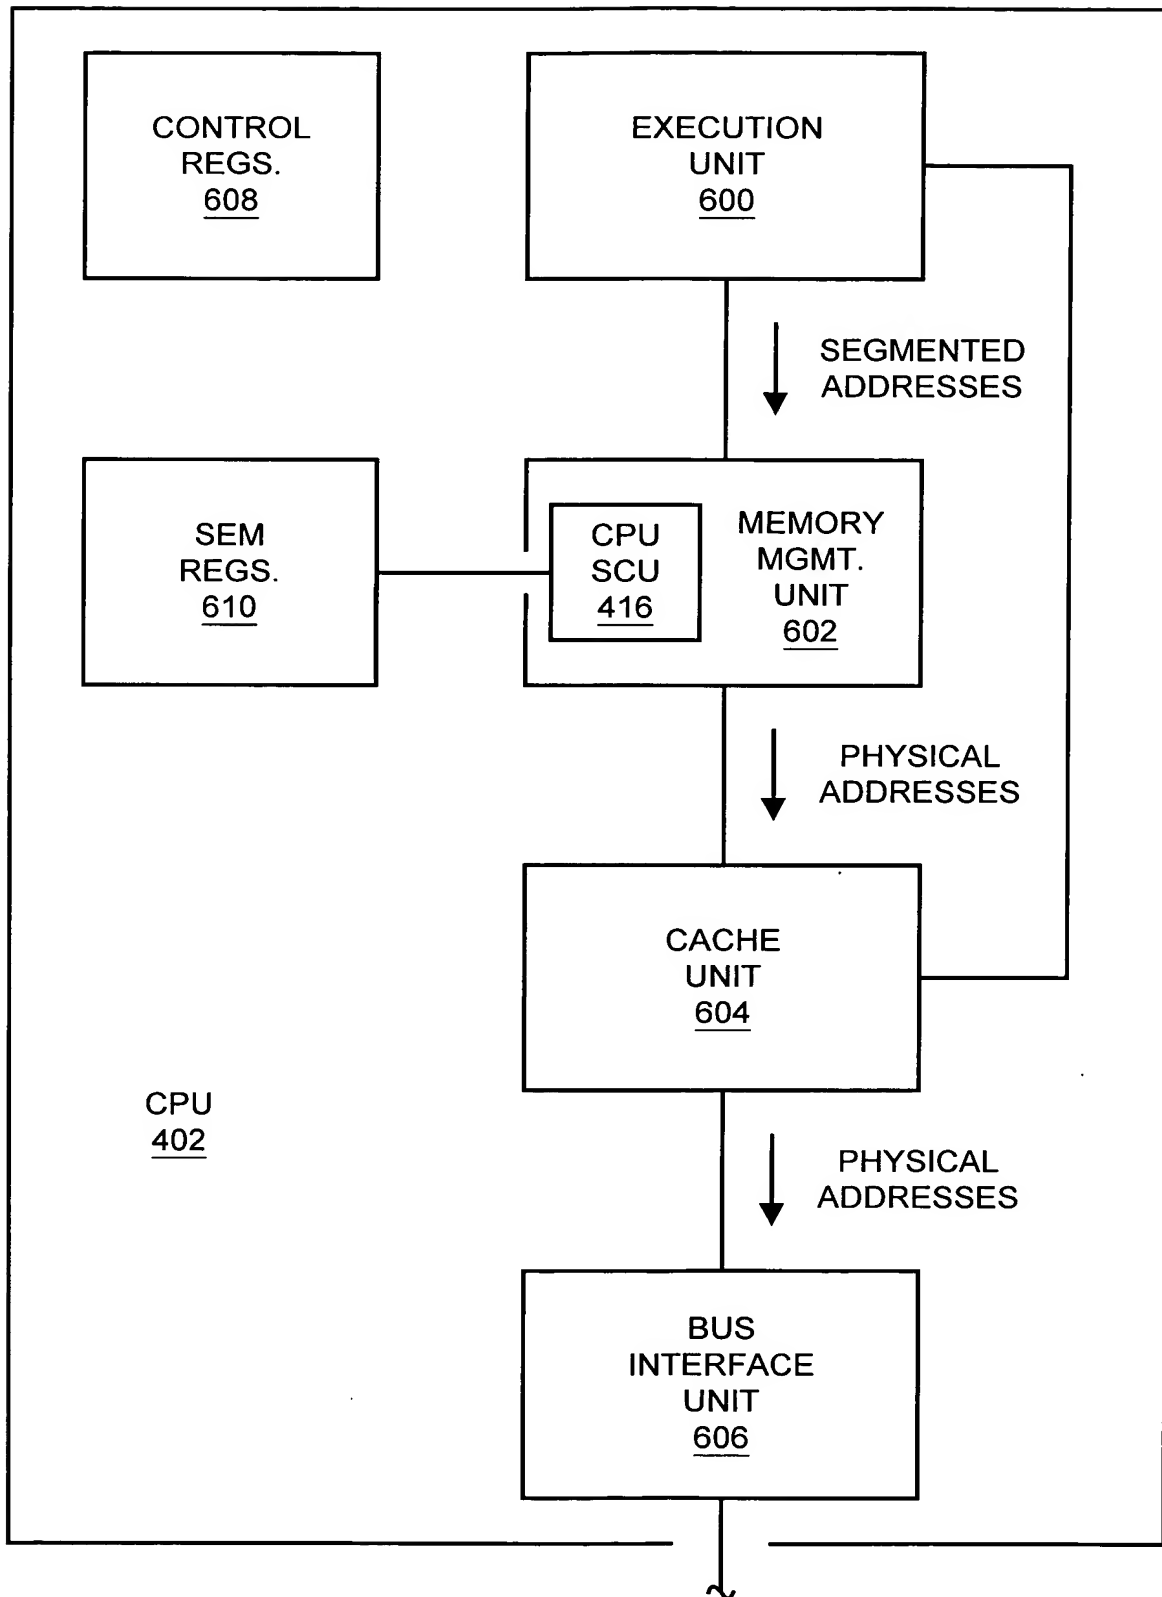 CONTROL
REGS.
608
EXECUTION
UNIT
600
SEGMENTED
ADDRESSES
SEM
REGS.
610
CPU
SCU
416
MEMORY
MGMT.
UNIT
602
PHYSICAL
ADDRESSES
CACHE
UNIT
604
CPU
402
PHYSICAL
ADDRESSES
BUS
INTERFACE
UNIT
606